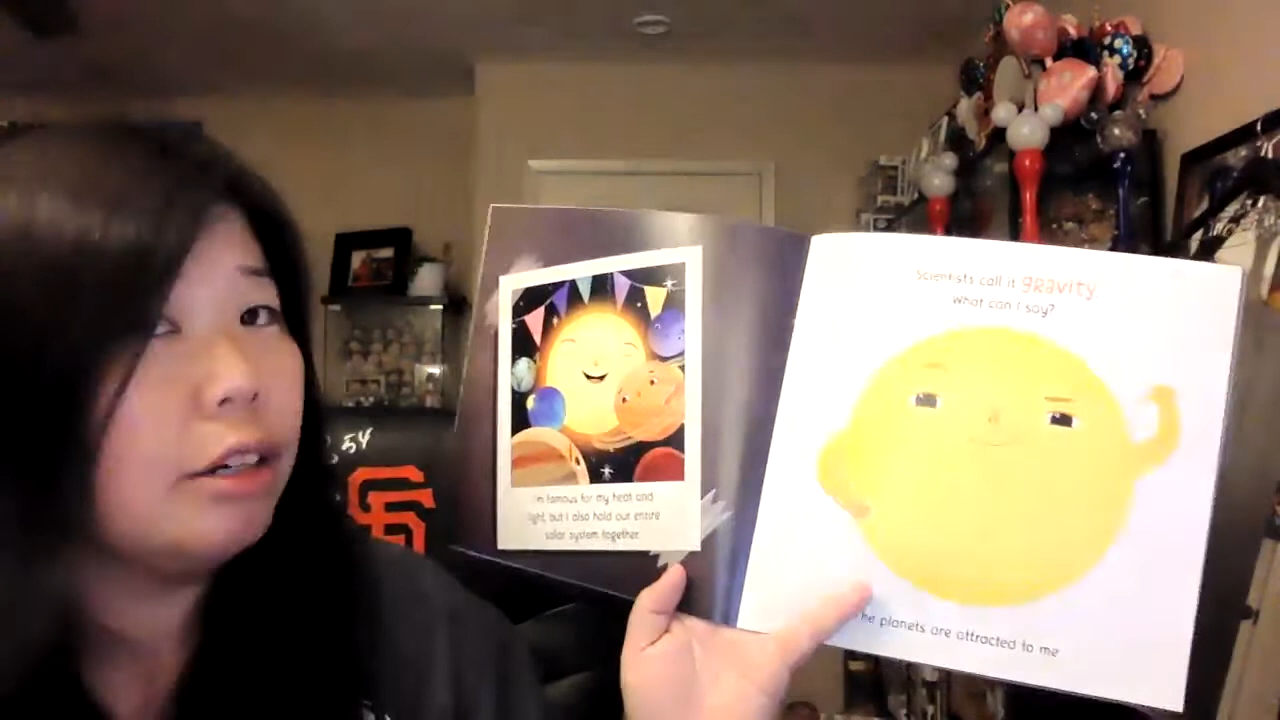 54
SF
I'm famous for my heat and
light, but I also hold our entire
solar system together.
Scientists call it gravity.
What can I say?
The planets are attracted to me